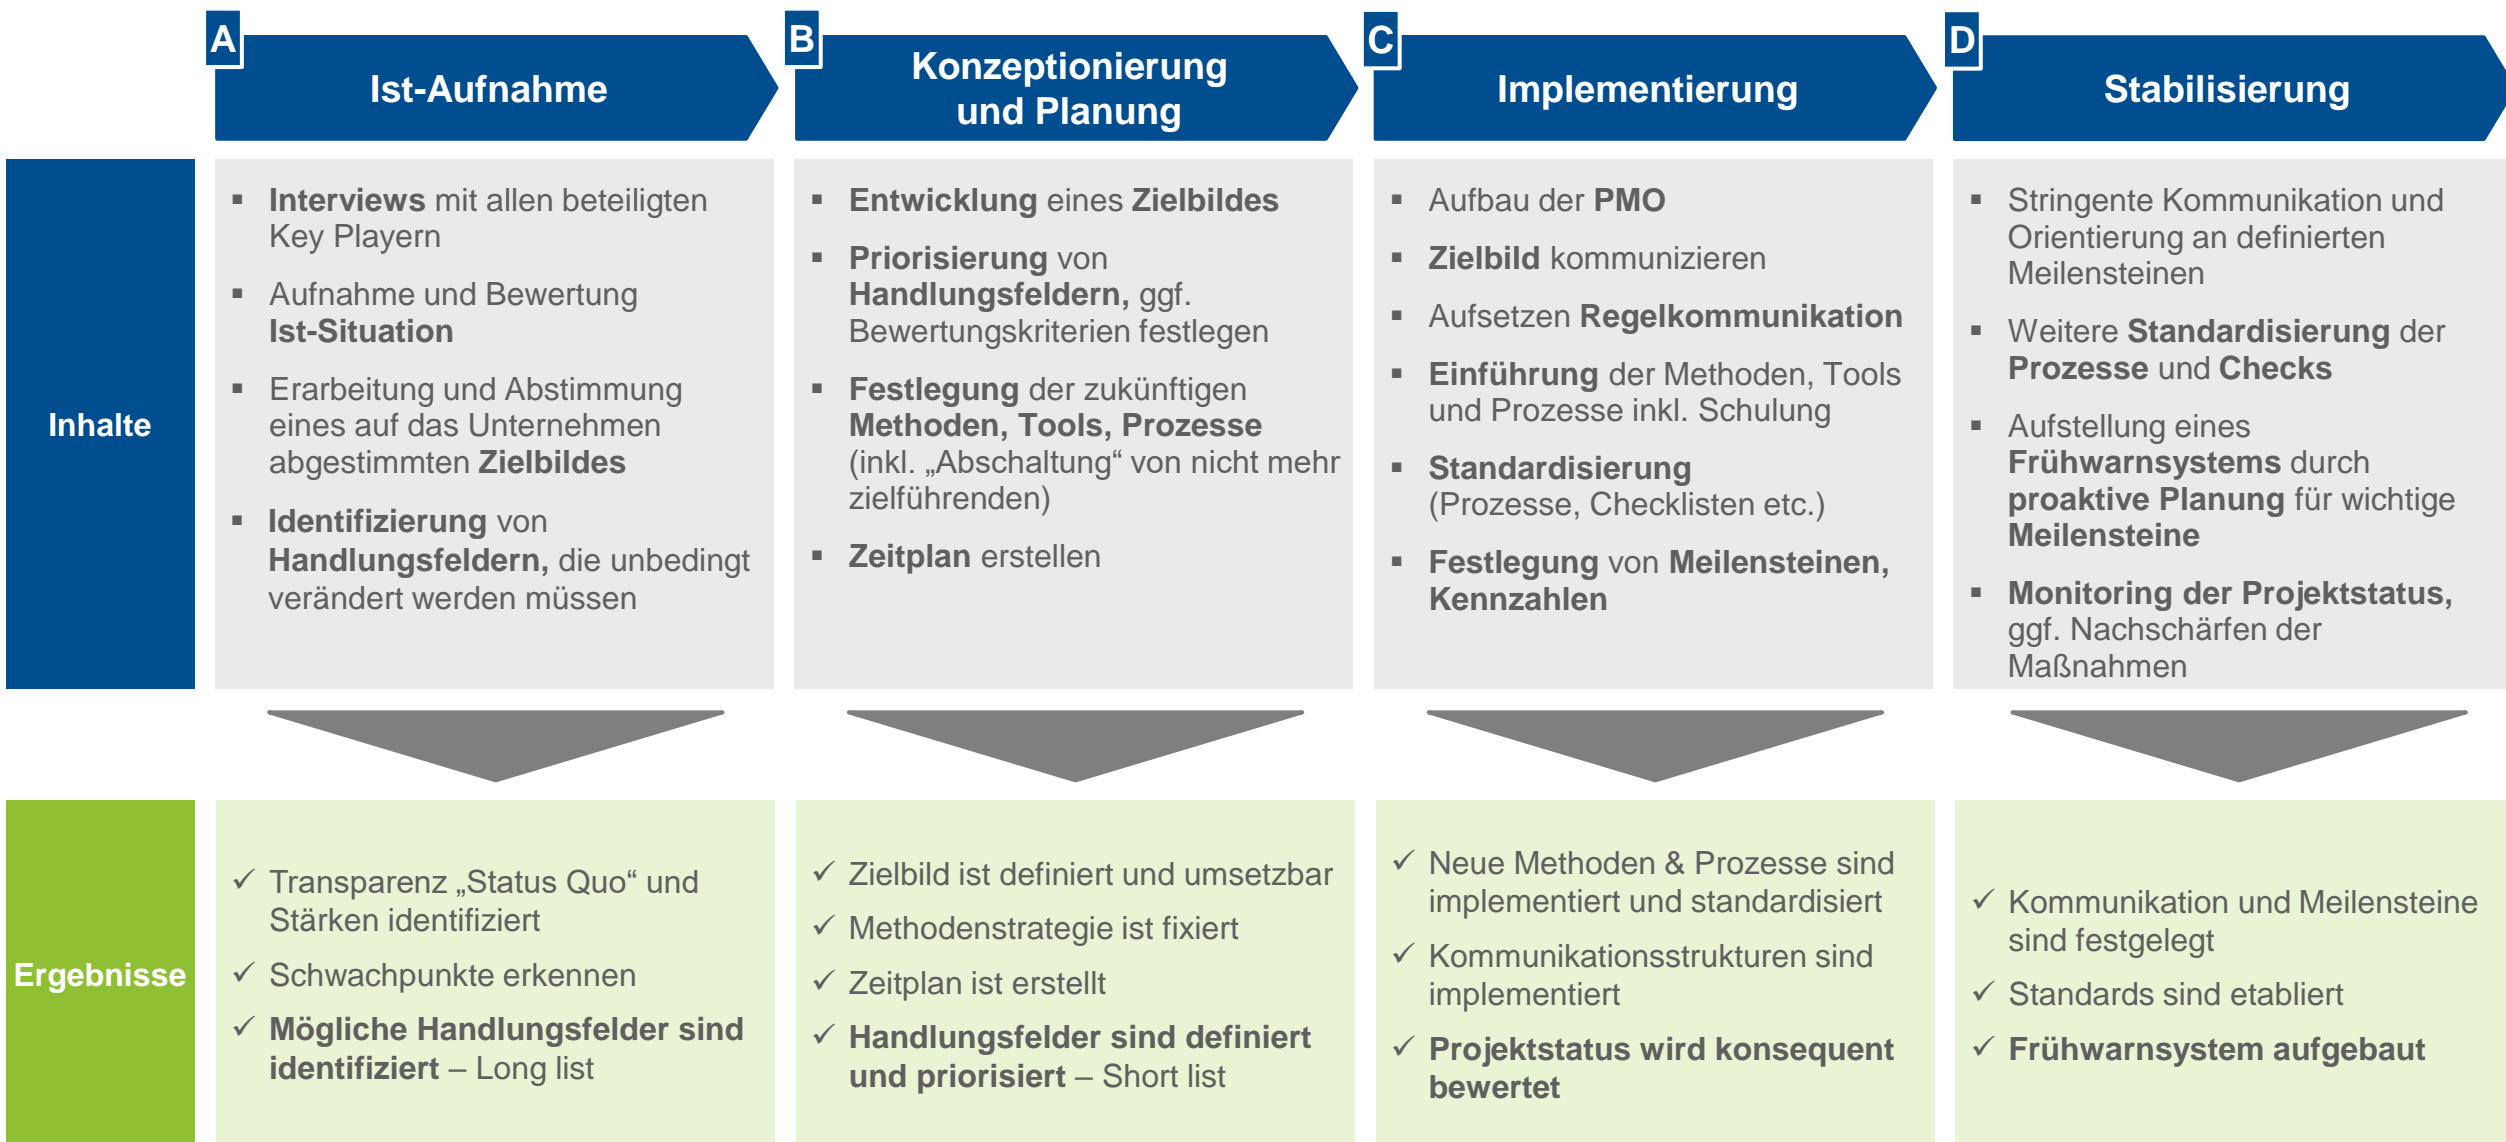 A
Ist-Aufnahme
B
Konzeptionierung
und Planung
C
Implementierung
D
Stabilisierung
Inhalte
▪ Interviews mit allen beteiligten
Key Playern
▪ Aufnahme und Bewertung
Ist-Situation
▪ Erarbeitung und Abstimmung
eines auf das Unternehmen
abgestimmten Zielbildes
▪ Identifizierung von
Handlungsfeldern, die unbedingt
verändert werden müssen
▪ Entwicklung eines Zielbildes
▪ Priorisierung von
Handlungsfeldern, ggf.
Bewertungskriterien festlegen
▪ Festlegung der zukünftigen
Methoden, Tools, Prozesse
(inkl. „Abschaltung“ von nicht mehr
zielführenden)
▪ Zeitplan erstellen
▪ Aufbau der PMO
▪ Zielbild kommunizieren
▪ Aufsetzen Regelkommunikation
▪ Einführung der Methoden, Tools
und Prozesse inkl. Schulung
▪ Standardisierung
(Prozesse, Checklisten etc.)
▪ Festlegung von Meilensteinen,
Kennzahlen
▪ Stringente Kommunikation und
Orientierung an definierten
Meilensteinen
▪ Weitere Standardisierung der
Prozesse und Checks
▪ Aufstellung eines
Frühwarnsystems durch
proaktive Planung für wichtige
Meilensteine
▪ Monitoring der Projektstatus,
ggf. Nachschärfen der
Maßnahmen
Ergebnisse
✓ Transparenz „Status Quo“ und
Stärken identifiziert
✓ Schwachpunkte erkennen
✓ Mögliche Handlungsfelder sind
identifiziert – Long list
✓ Zielbild ist definiert und umsetzbar
✓ Methodenstrategie ist fixiert
✓ Zeitplan ist erstellt
✓ Handlungsfelder sind definiert
und priorisiert – Short list
✓ Neue Methoden & Prozesse sind
implementiert und standardisiert
✓ Kommunikationsstrukturen sind
implementiert
✓ Projektstatus wird konsequent
bewertet
✓ Kommunikation und Meilensteine
sind festgelegt
✓ Standards sind etabliert
✓ Frühwarnsystem aufgebaut